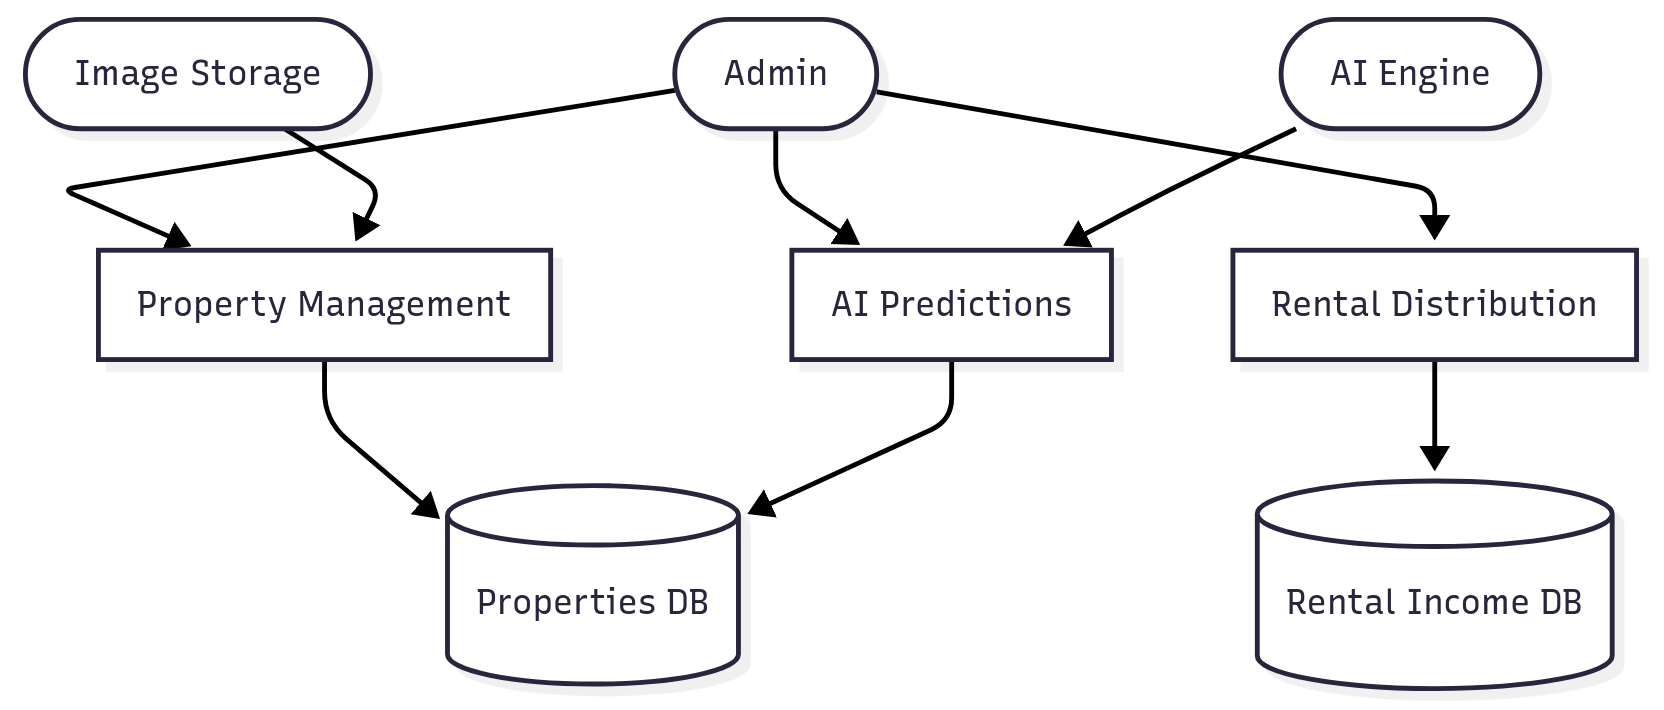 Image Storage
Admin
AI Engine
Property Management
AI Predictions
Rental Distribution
Properties DB
Rental Income DB